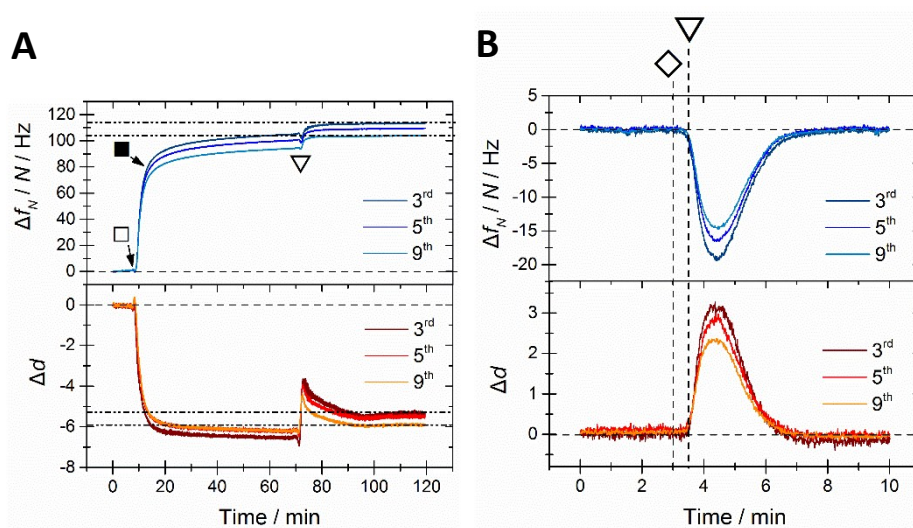 A
B
Δf_N / N / Hz
120
100
80
60
40
20
0
3rd
5th
9th
Δd
0
-2
-4
-6
-8
3rd
5th
9th
0 20 40 60 80 100 120
Time / min
Δf_N / N / Hz
5
0
-5
-10
-15
-20
3rd
5th
9th
Δd
3
2
1
0
3rd
5th
9th
0 2 4 6 8 10
Time / min